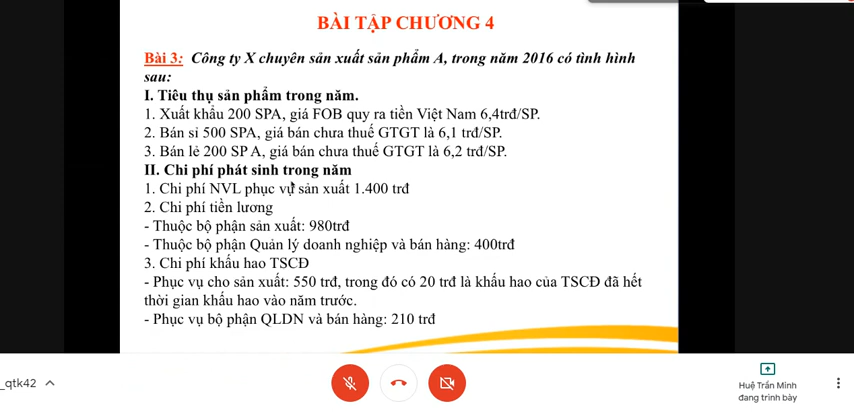 BÀI TẬP CHƯƠNG 4
Bài 3: Công ty X chuyên sản xuất sản phẩm A, trong năm 2016 có tình hình
sau:
I. Tiêu thụ sản phẩm trong năm.
1. Xuất khẩu 200 SPA, giá FOB quy ra tiền Việt Nam 6,4trđ/SP.
2. Bán sỉ 500 SPA, giá bán chưa thuế GTGT là 6,1 trđ/SP.
3. Bán lẻ 200 SP A, giá bán chưa thuế GTGT là 6,2 trđ/SP.
II. Chi phí phát sinh trong năm
1. Chi phí NVL phục vụ sản xuất 1.400 trđ
2. Chi phí tiền lương
- Thuộc bộ phận sản xuất: 980trđ
- Thuộc bộ phận Quản lý doanh nghiệp và bán hàng: 400trđ
3. Chi phí khấu hao TSCĐ
- Phục vụ cho sản xuất: 550 trđ, trong đó có 20 trđ là khấu hao của TSCĐ đã hết
thời gian khấu hao vào năm trước.
- Phục vụ bộ phận QLDN và bán hàng: 210 trđ
_qtk42
Huệ Trần Minh
đang trình bày